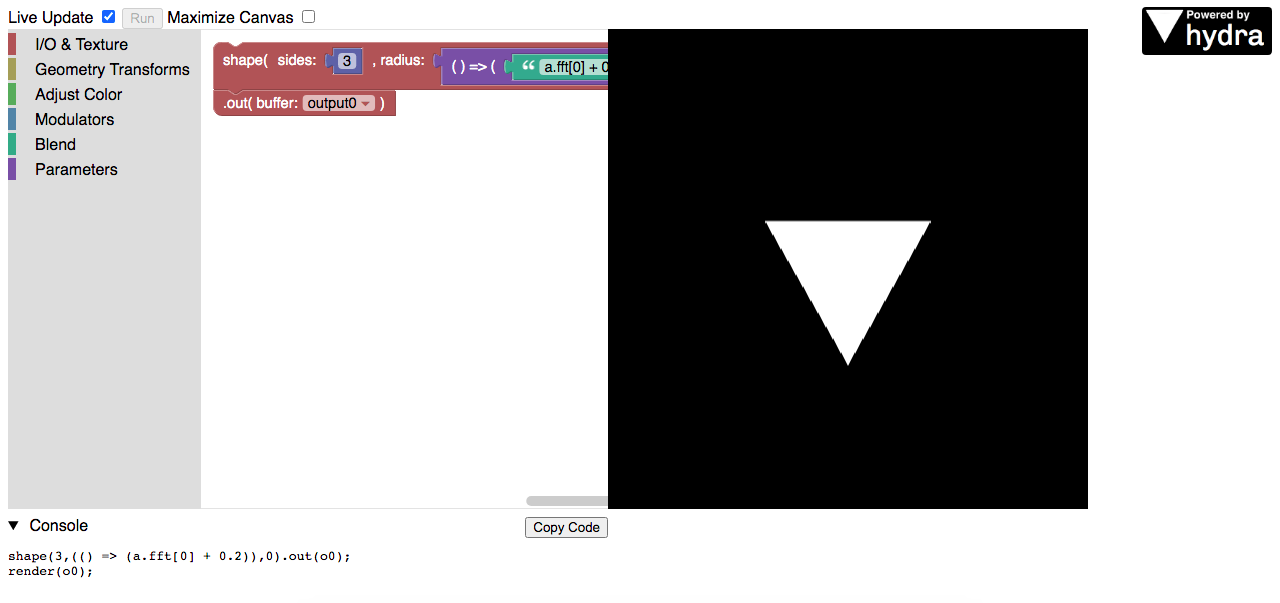 Live Update Run Maximize Canvas
Powered by
hydra
I/O & Texture
Geometry Transforms
Adjust Color
Modulators
Blend
Parameters
shape( sides: 3 , radius: ( ) => ( “ a.fft[0] + 0
.out( buffer: output0 )
Console
Copy Code
shape(3,(() => (a.fft[0] + 0.2)),0).out(o0);
render(o0);